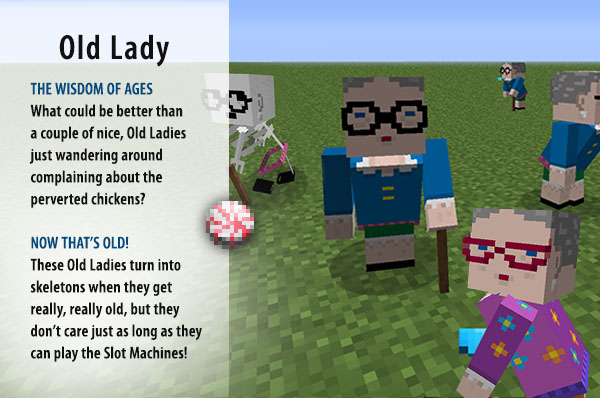 Old Lady
THE WISDOM OF AGES
What could be better than
a couple of nice, Old Ladies
just wandering around
complaining about the
perverted chickens?
NOW THAT'S OLD!
These Old Ladies turn into
skeletons when they get
really, really old, but they
don't care just as long as they
can play the Slot Machines!